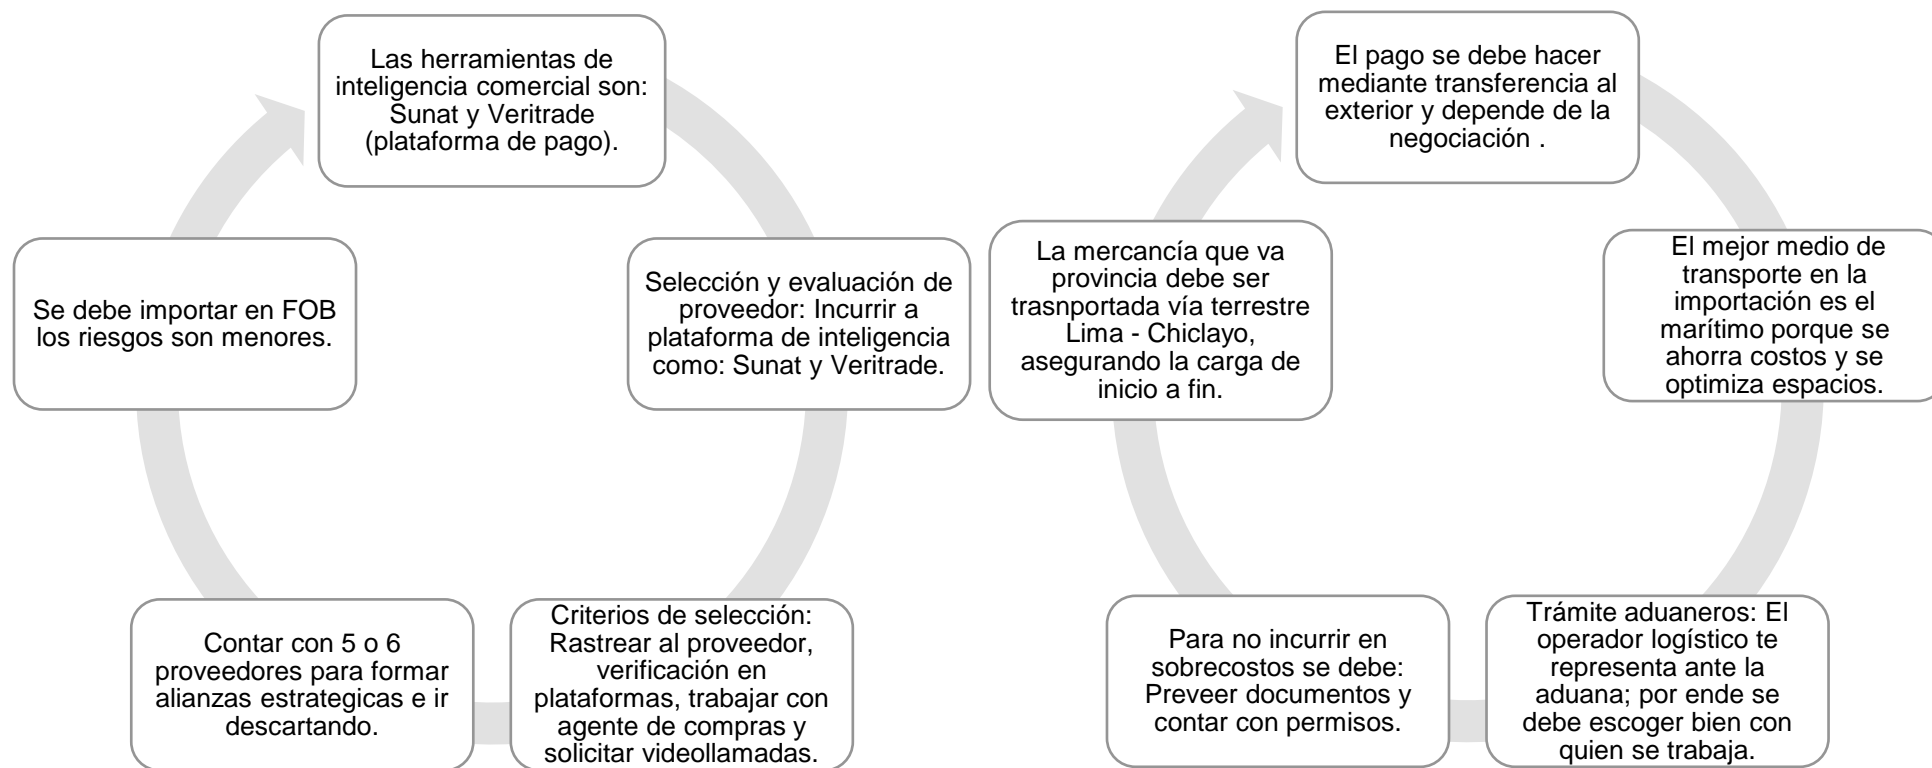 Las herramientas de
inteligencia comercial son:
Sunat y Veritrade
(plataforma de pago).
Selección y evaluación de
proveedor: Incurrir a
plataforma de inteligencia
como: Sunat y Veritrade.
Criterios de selección:
Rastrear al proveedor,
verificación en
plataformas, trabajar con
agente de compras y
solicitar videollamadas.
Contar con 5 o 6
proveedores para formar
alianzas estrategicas e ir
descartando.
Se debe importar en FOB
los riesgos son menores.
El pago se debe hacer
mediante transferencia al
exterior y depende de la
negociación .
El mejor medio de
transporte en la
importación es el
marítimo porque se
ahorra costos y se
optimiza espacios.
Trámite aduaneros: El
operador logístico te
representa ante la
aduana; por ende se
debe escoger bien con
quien se trabaja.
Para no incurrir en
sobrecostos se debe:
Preveer documentos y
contar con permisos.
La mercancía que va
provincia debe ser
trasnportada vía terrestre
Lima - Chiclayo,
asegurando la carga de
inicio a fin.